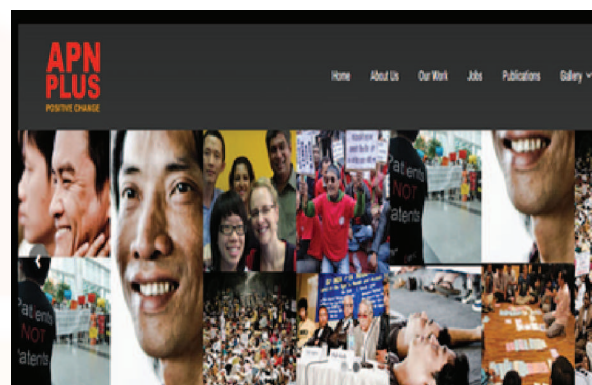 APN
PLUS
POSITIVE CHANGE
Home About Us Our Work Jobs Publications Gallery
Patients
NOT
Patents
Patients
NOT
Patents